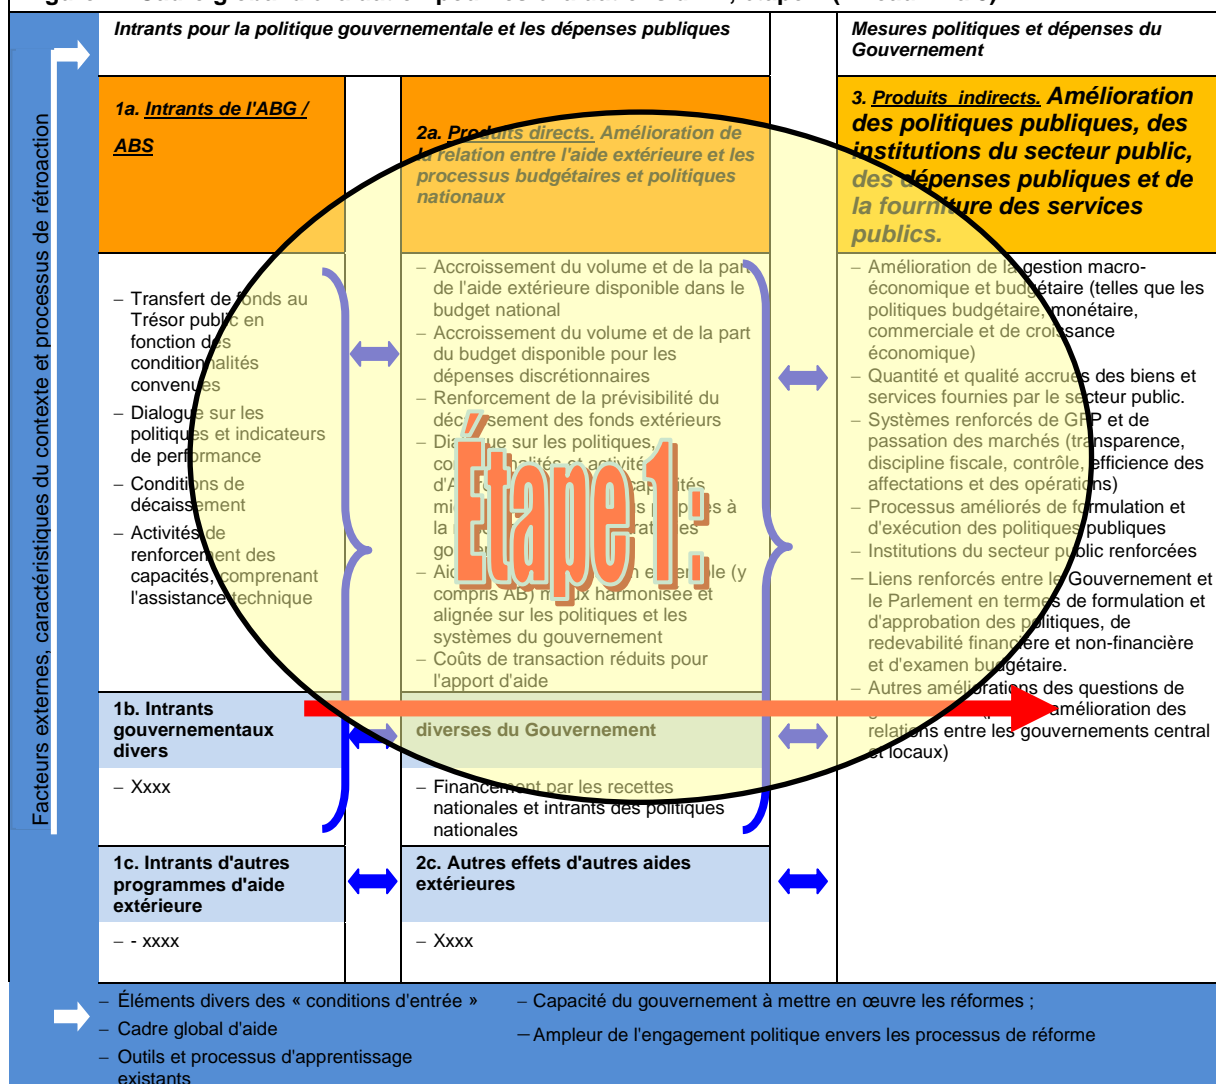 Intrants pour la politique gouvernementale et les dépenses publiques
Mesures politiques et dépenses du
Gouvernement
Facteurs externes, caractéristiques du contexte et processus de rétroaction
1a. Intrants de l'ABG /
ABS
2a. Produits directs. Amélioration de
la relation entre l'aide extérieure et les
processus budgétaires et politiques
nationaux
3. Produits indirects. Amélioration
des politiques publiques, des
institutions du secteur public,
des dépenses publiques et de
la fourniture des services
publics.
– Transfert de fonds au
Trésor public en
fonction des
conditionnalités
convenues
– Dialogue sur les
politiques et indicateurs
de performance
– Conditions de
décaissement
– Activités de
renforcement des
capacités, comprenant
l'assistance technique
– Accroissement du volume et de la part
de l'aide extérieure disponible dans le
budget national
– Accroissement du volume et de la part
du budget disponible pour les
dépenses discrétionnaires
– Renforcement de la prévisibilité du
décaissement des fonds extérieurs
– Dialogue sur les politiques,
conditionnalités et activités
à
la
compris AB) mieux harmonisée et
alignée sur les politiques et les
systèmes du gouvernement
– Coûts de transaction réduits pour
l'apport d'aide
Étape 1 :
– Amélioration de la gestion macro-
économique et budgétaire (telles que les
politiques budgétaire, monétaire,
commerciale et de croissance
économique)
– Quantité et qualité accrues des biens et
services fournies par le secteur public.
– Systèmes renforcés de GFP et de
passation des marchés (transparence,
discipline fiscale, contrôle, efficience des
affectations et des opérations)
– Processus améliorés de formulation et
d'exécution des politiques publiques
– Institutions du secteur public renforcées
– Liens renforcés entre le Gouvernement et
le Parlement en termes de formulation et
d'approbation des politiques, de
redevabilité financière et non-financière
et d'examen budgétaire.
– Autres améliorations des questions de
amélioration des
relations entre les gouvernements central
et locaux)
1b. Intrants
gouvernementaux
divers
diverses du Gouvernement
– Xxxx
– Financement par les recettes
nationales et intrants des politiques
nationales
1c. Intrants d'autres
programmes d'aide
extérieure
2c. Autres effets d'autres aides
extérieures
– - xxxx
– Xxxx
– Éléments divers des « conditions d'entrée »
– Cadre global d'aide
– Outils et processus d'apprentissage
existants
– Capacité du gouvernement à mettre en œuvre les réformes ;
– Ampleur de l'engagement politique envers les processus de réforme